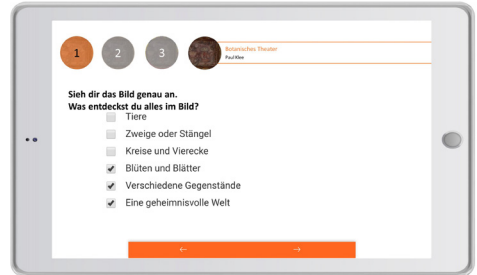 1 2 3
Botanisches Theater
Paul Klee
Sieh dir das Bild genau an.
Was entdeckst du alles im Bild?
Tiere
Zweige oder Stängel
Kreise und Vierecke
Blüten und Blätter
Verschiedene Gegenstände
Eine geheimnisvolle Welt
← →